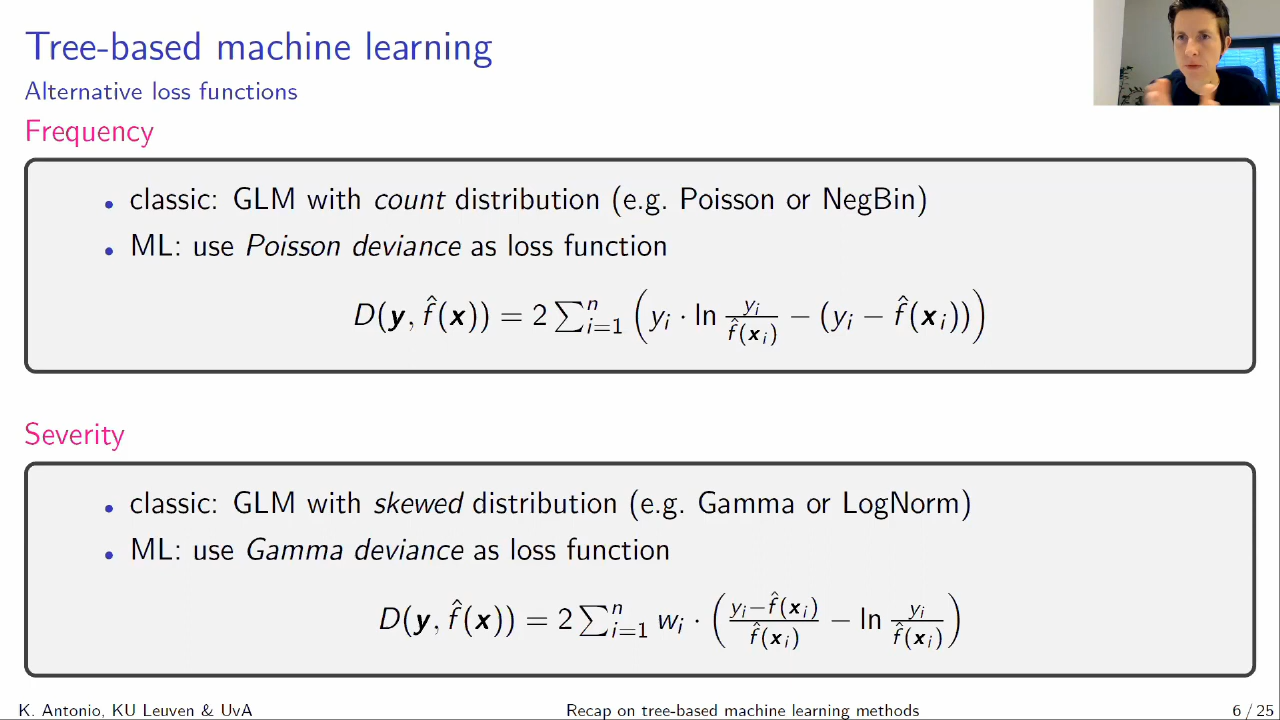 Tree-based machine learning
Alternative loss functions
Frequency
• classic: GLM with count distribution (e.g. Poisson or NegBin)
• ML: use Poisson deviance as loss function
D(y, f̂(x)) = 2 ∑ⁿᵢ₌₁ (yᵢ · ln yᵢ/f̂(xᵢ) − (yᵢ − f̂(xᵢ)))
Severity
• classic: GLM with skewed distribution (e.g. Gamma or LogNorm)
• ML: use Gamma deviance as loss function
D(y, f̂(x)) = 2 ∑ⁿᵢ₌₁ wᵢ · ((yᵢ−f̂(xᵢ))/f̂(xᵢ) − ln yᵢ/f̂(xᵢ))
K. Antonio, KU Leuven & UvA Recap on tree-based machine learning methods 6 / 25